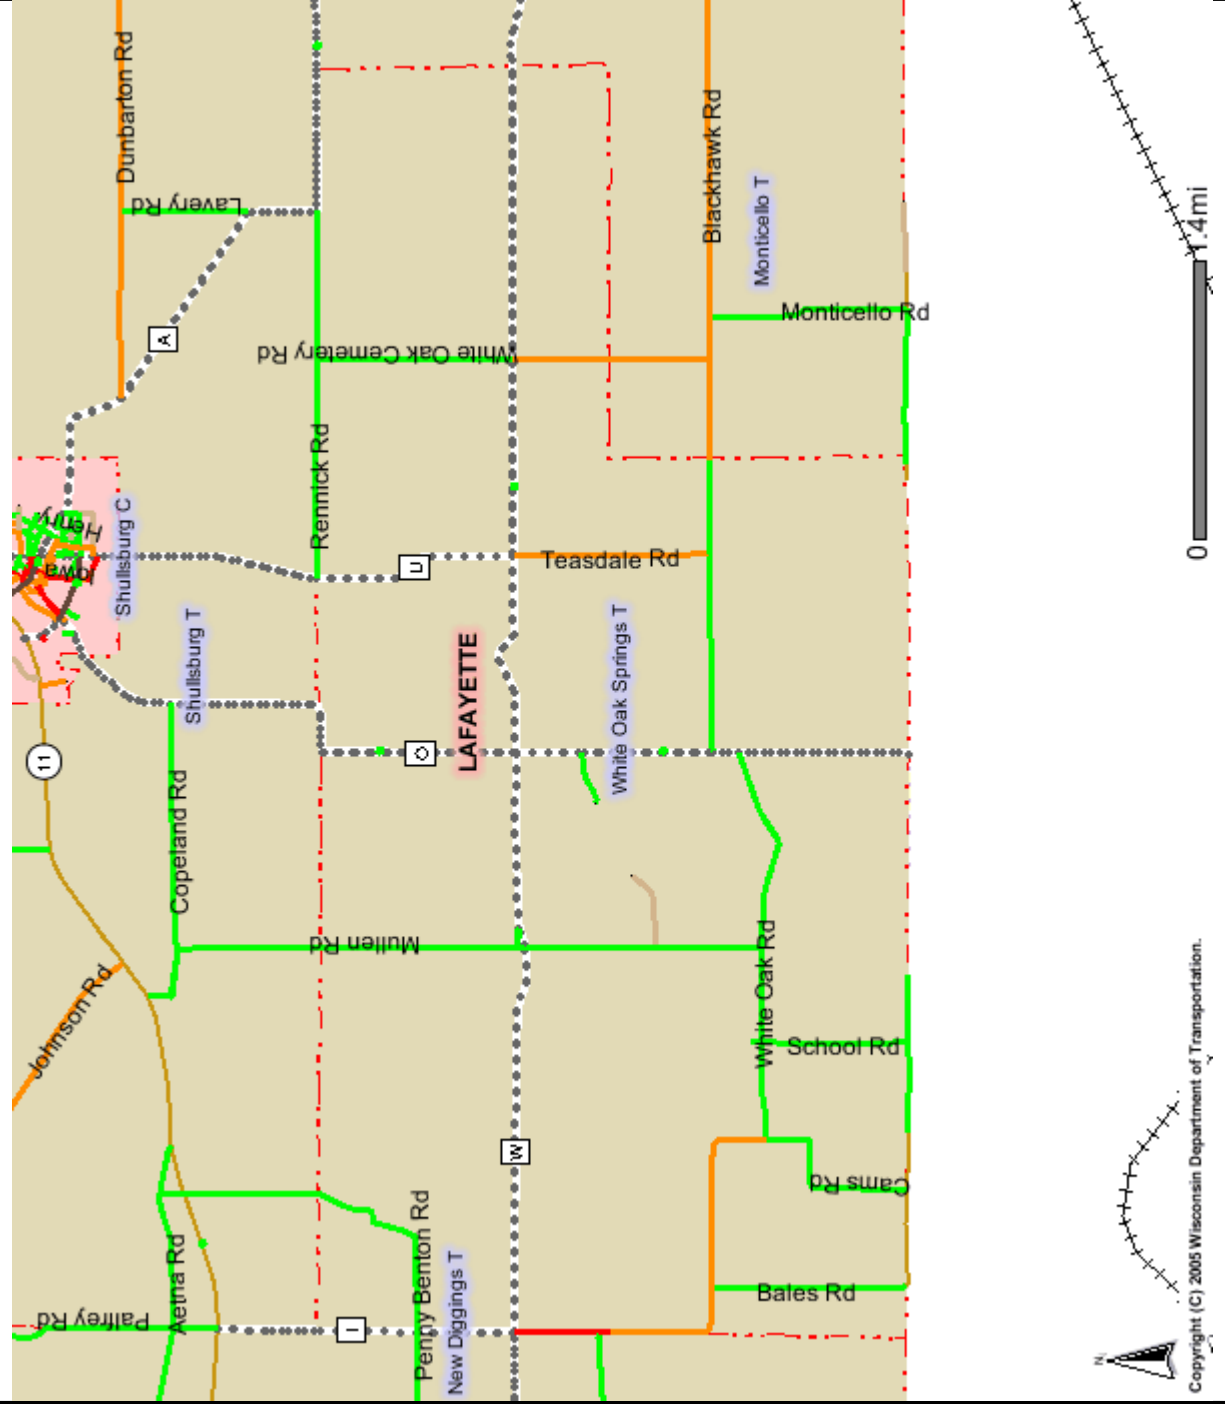 Dunbarton Rd
Lavery Rd
A
Blackhawk Rd
Monticello T
Monticello Rd
White Oak Cemetery Rd
Rennick Rd
Henry
Iowa
Shullsburg C
Shullsburg T
U
Teasdale Rd
LAFAYETTE
White Oak Springs T
11
O
Copeland Rd
Mullen Rd
Johnson Rd
White Oak Rd
School Rd
W
Cams Rd
Bales Rd
Palfrey Rd
Aetna Rd
I
Penny Benton Rd
New Diggings T
0
1.4mi
N
Copyright (C) 2005 Wisconsin Department of Transportation.